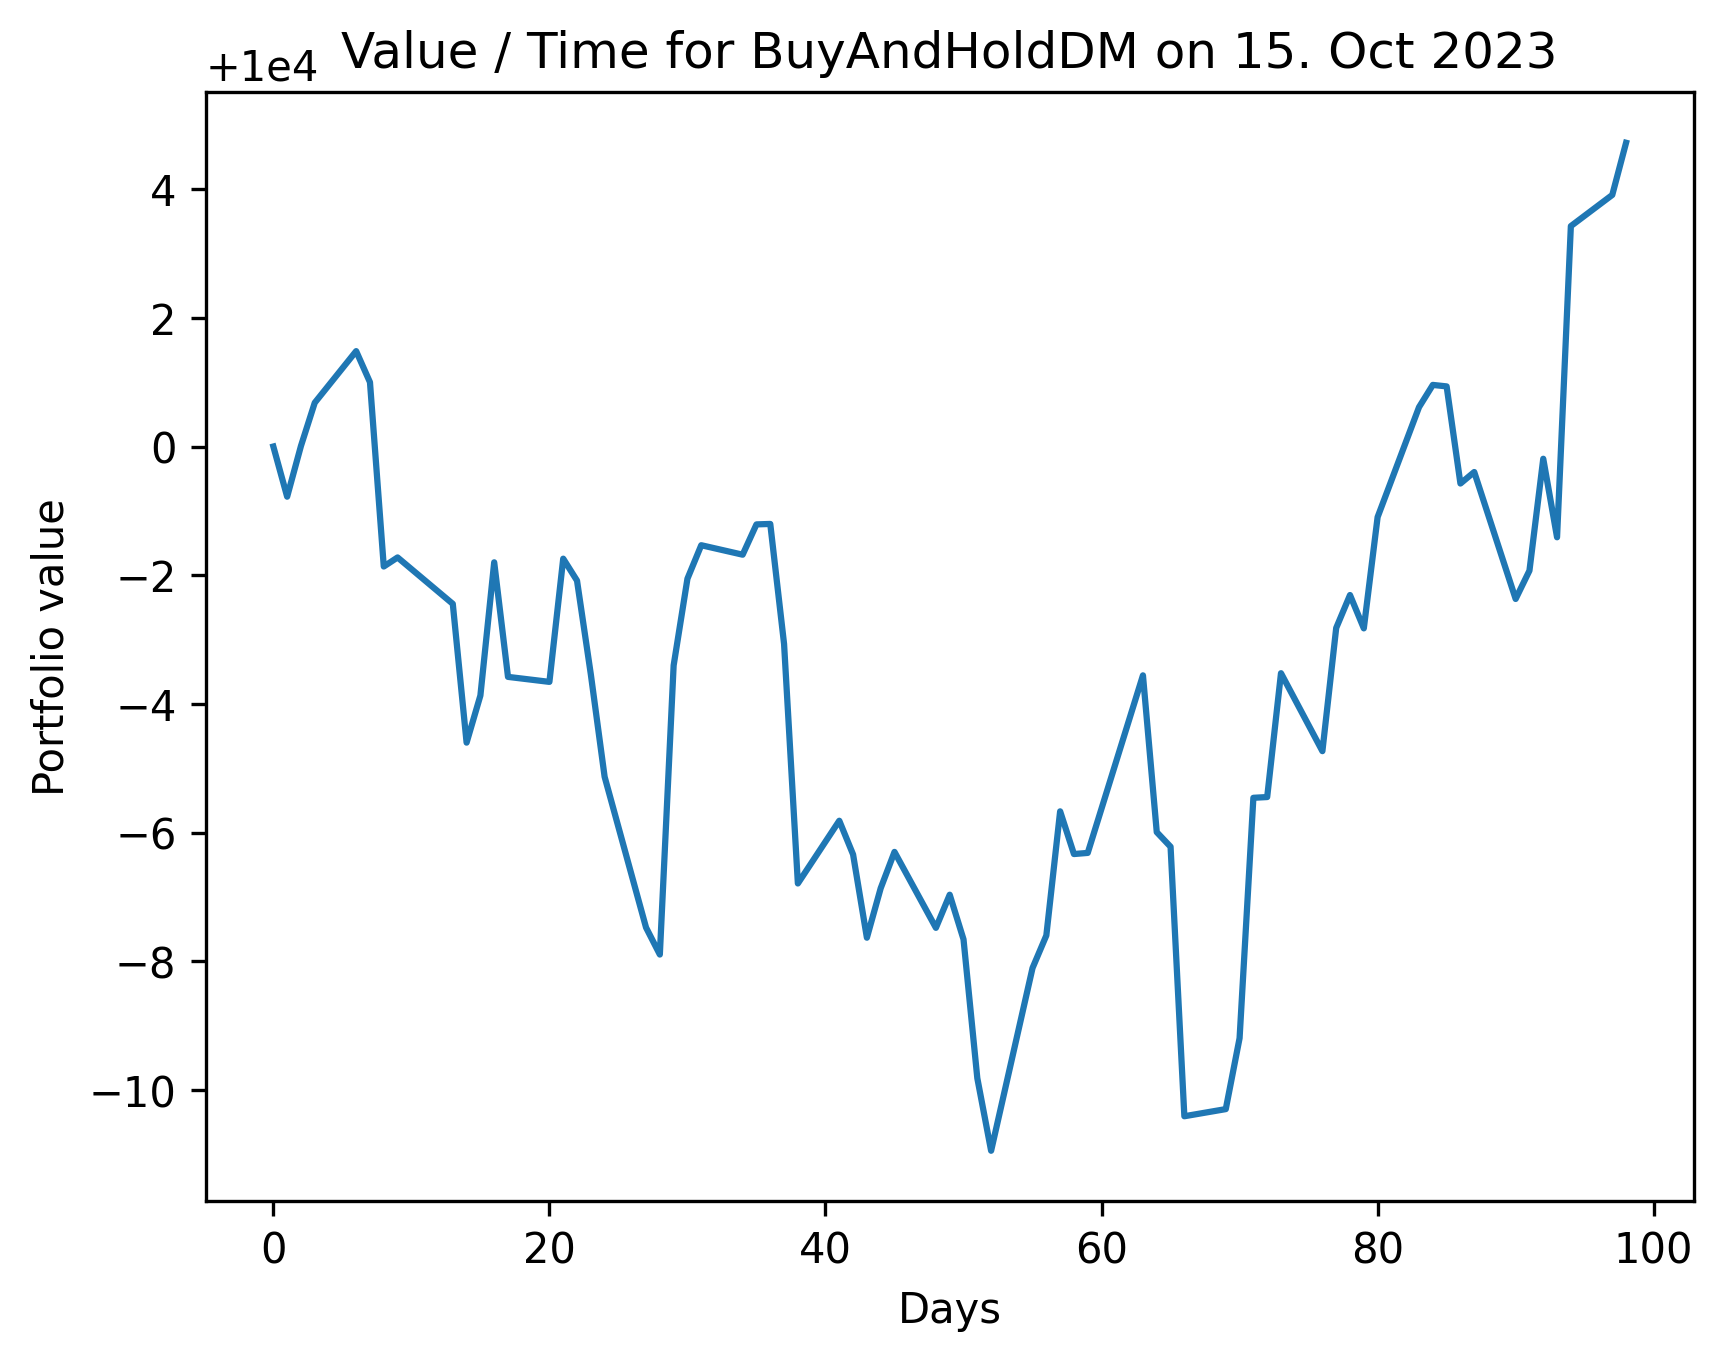 Value / Time for BuyAndHoldDM on 15. Oct 2023
+1e4
4
2
0
−2
−4
−6
−8
−10
Portfolio value
0 20 40 60 80 100
Days